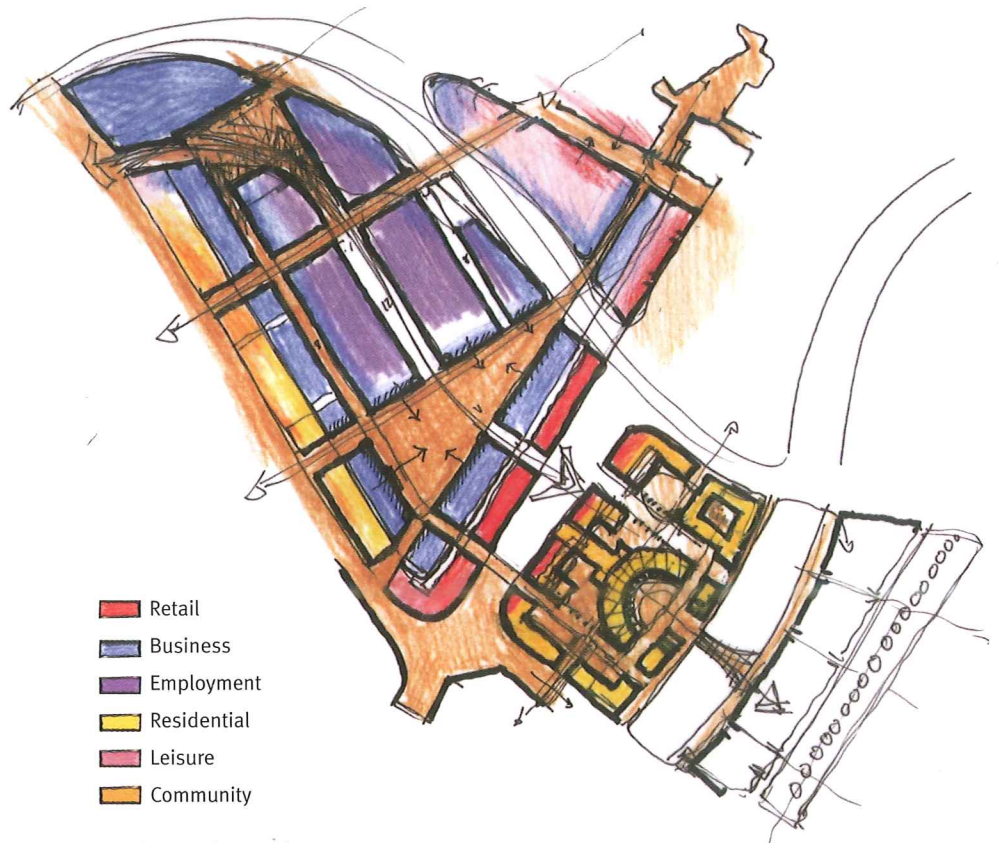 Retail
Business
Employment
Residential
Leisure
Community